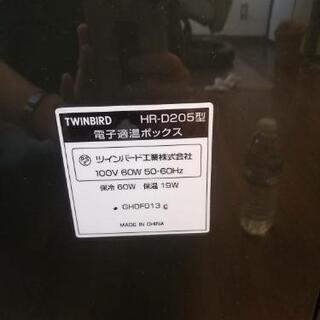 TWINBIRD HR-D205型
電子適温ボックス
ツインバード工業株式会社
100V 60W 50-60Hz
保冷 60W 保温 19W
GHDF013 g
MADE IN CHINA